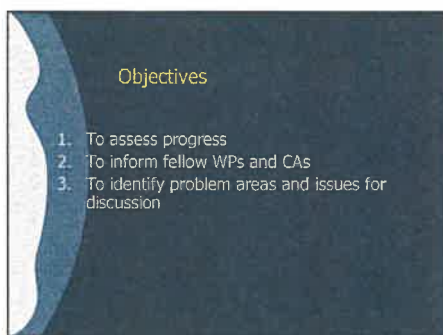 Objectives
1. To assess progress
2. To inform fellow WPs and CAs
3. To identify problem areas and issues for
discussion